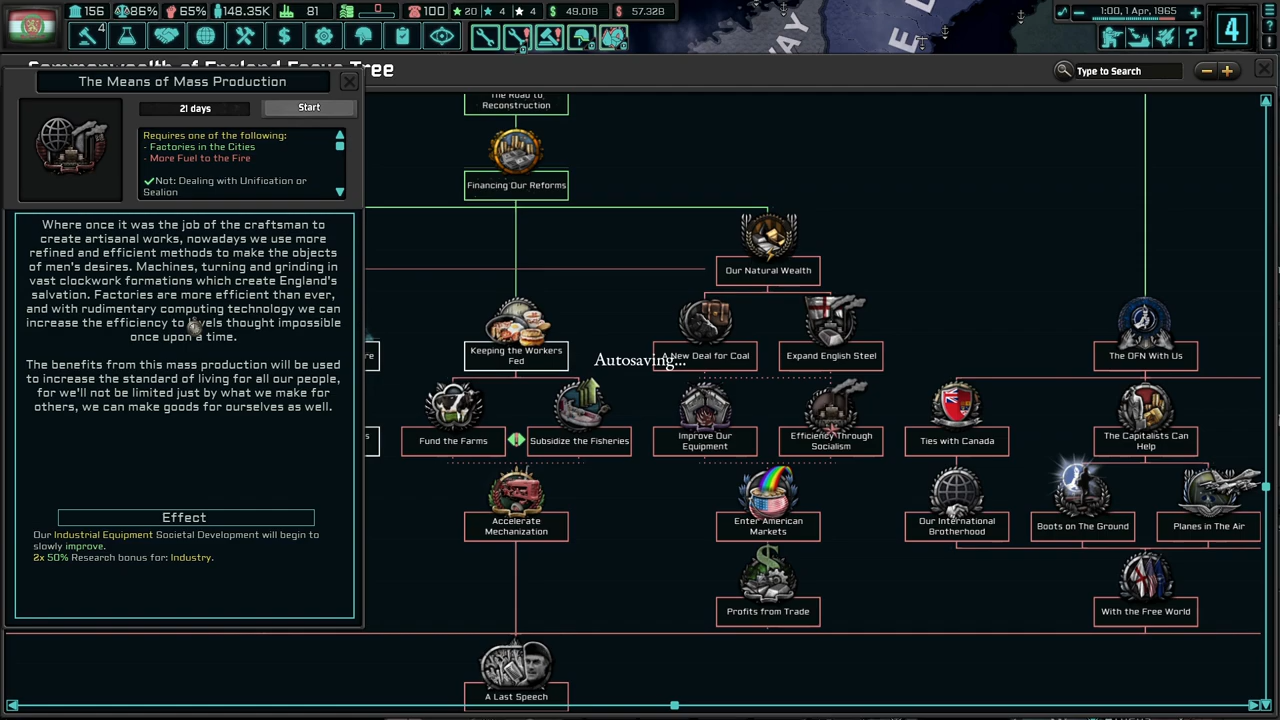 156 86% 65% 148.35K 81 100 20 4 4 49.018 57.328
1:00, 1 Apr, 1965
4
4
Commonwealth of England Focus Tree
Type to Search
The Means of Mass Production
21 days
Start
Requires one of the following:
- Factories in the Cities
- More Fuel to the Fire
Not: Dealing with Unification or
Sealion
Where once it was the job of the craftsman to
create artisanal works, nowadays we use more
refined and efficient methods to make the objects
of men's desires. Machines, turning and grinding in
vast clockwork formations which create England's
salvation. Factories are more efficient than ever,
and with rudimentary computing technology we can
increase the efficiency to levels thought impossible
once upon a time.
The benefits from this mass production will be used
to increase the standard of living for all our people,
for we'll not be limited just by what we make for
others, we can make goods for ourselves as well.
Effect
Our Industrial Equipment Societal Development will begin to
slowly improve.
2x 50% Research bonus for: Industry.
The Road to
Reconstruction
Financing Our Reforms
Our Natural Wealth
Keeping the Workers
Fed
Autosaving...
New Deal for Coal
Expand English Steel
The OFN With Us
Fund the Farms
Subsidize the Fisheries
Improve Our
Equipment
Efficiency Through
Socialism
Ties with Canada
The Capitalists Can
Help
Accelerate
Mechanization
Enter American
Markets
Our International
Brotherhood
Boots on The Ground
Planes in The Air
Profits from Trade
With the Free World
A Last Speech